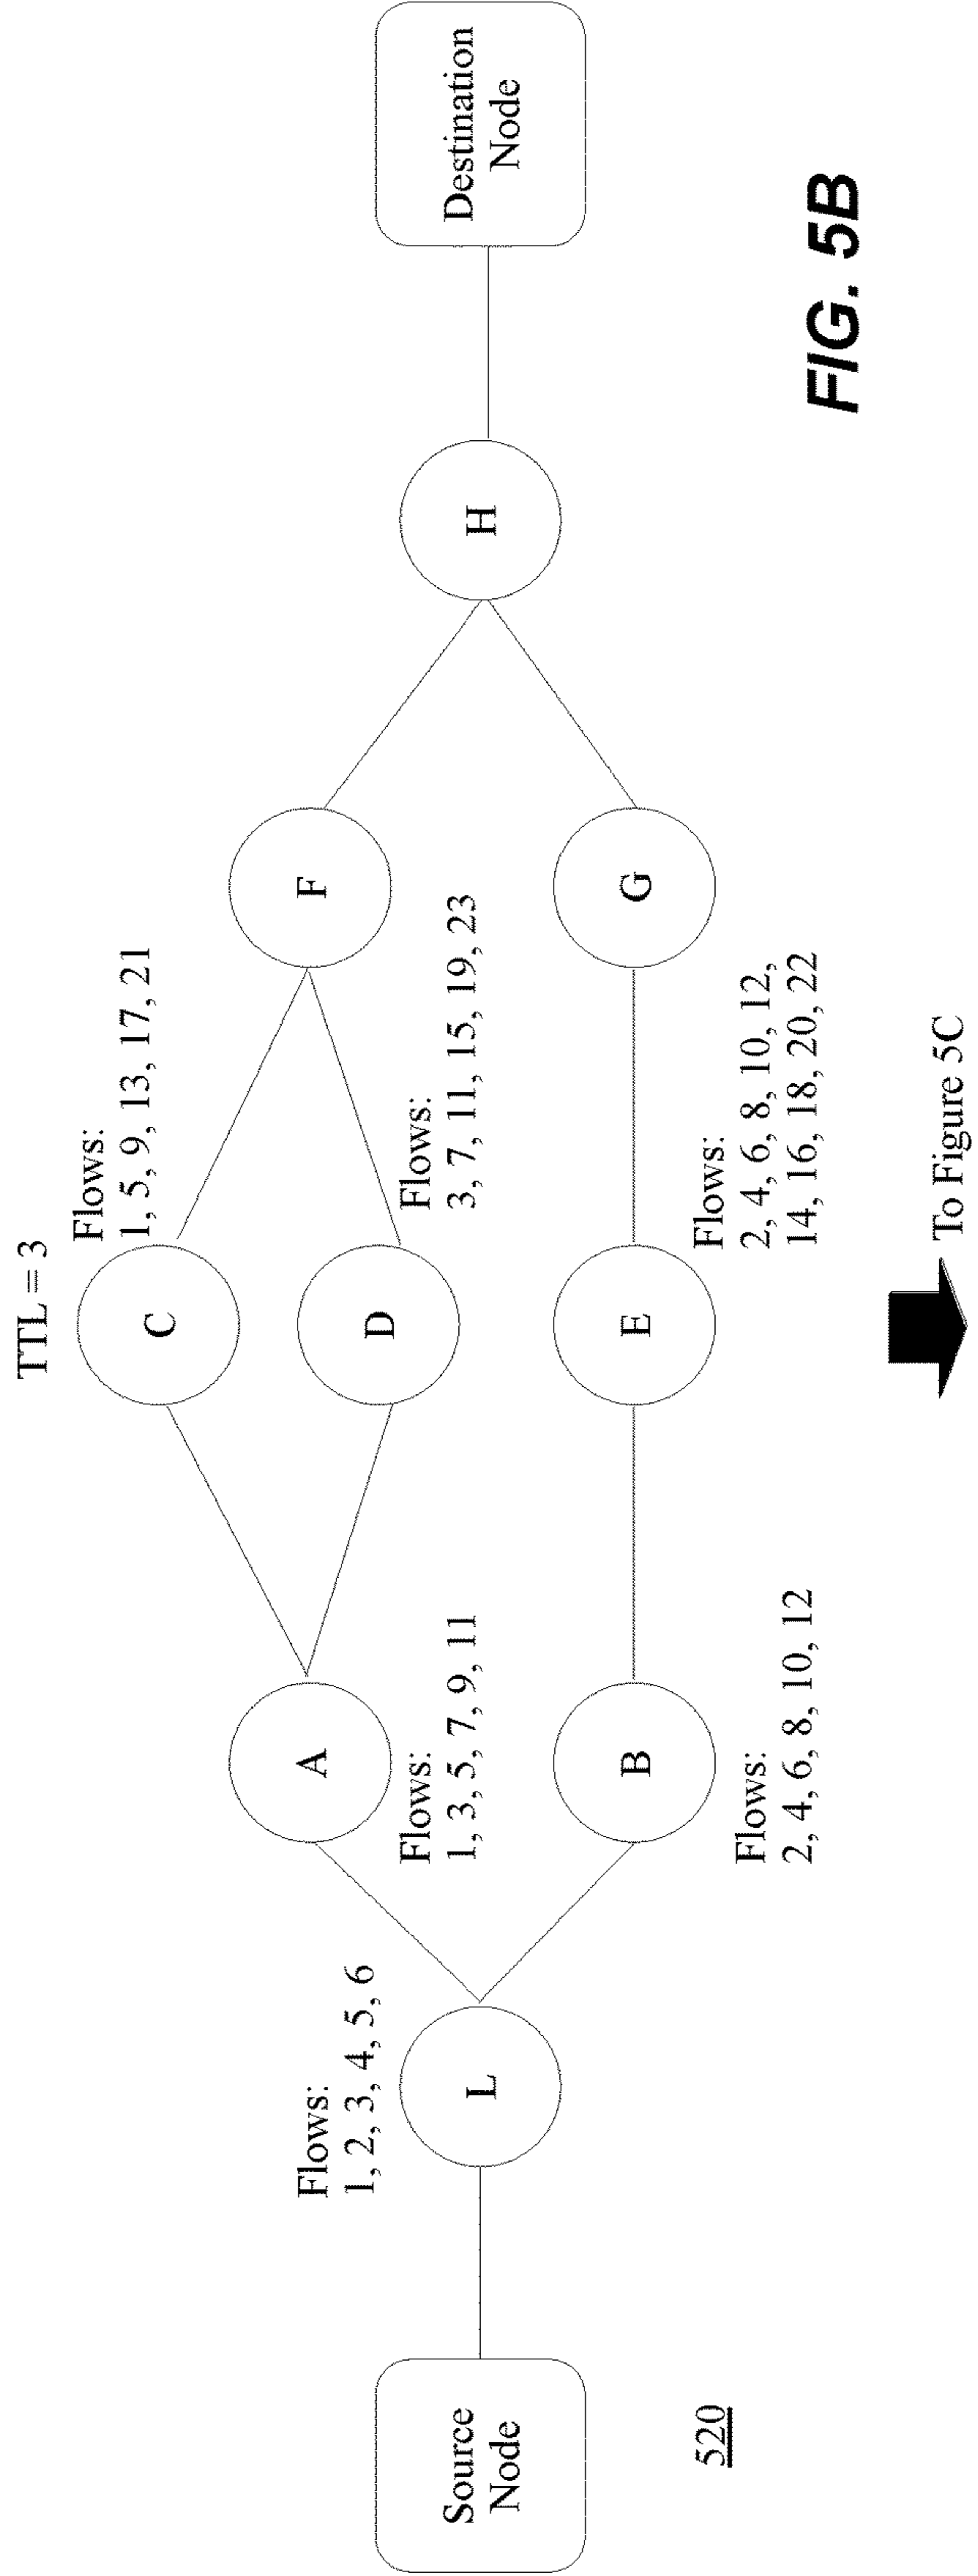 TTL = 3
Source
Node
Flows:
1, 2, 3, 4, 5, 6
L
A
Flows:
1, 3, 5, 7, 9, 11
B
Flows:
2, 4, 6, 8, 10, 12
C
Flows:
1, 5, 9, 13, 17, 21
D
Flows:
3, 7, 11, 15, 19, 23
E
Flows:
2, 4, 6, 8, 10, 12,
14, 16, 18, 20, 22
F
G
H
Destination
Node
520
To Figure 5C
FIG. 5B